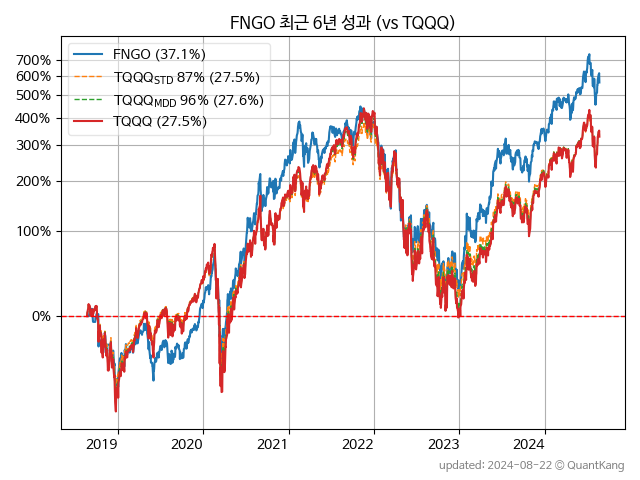 FNGO 최근 6년 성과 (vs TQQQ)
FNGO (37.1%)
TQQQSTD 87% (27.5%)
TQQQMDD 96% (27.6%)
TQQQ (27.5%)
700%
600%
500%
400%
300%
200%
100%
0%
2019 2020 2021 2022 2023 2024
updated: 2024-08-22 © QuantKang